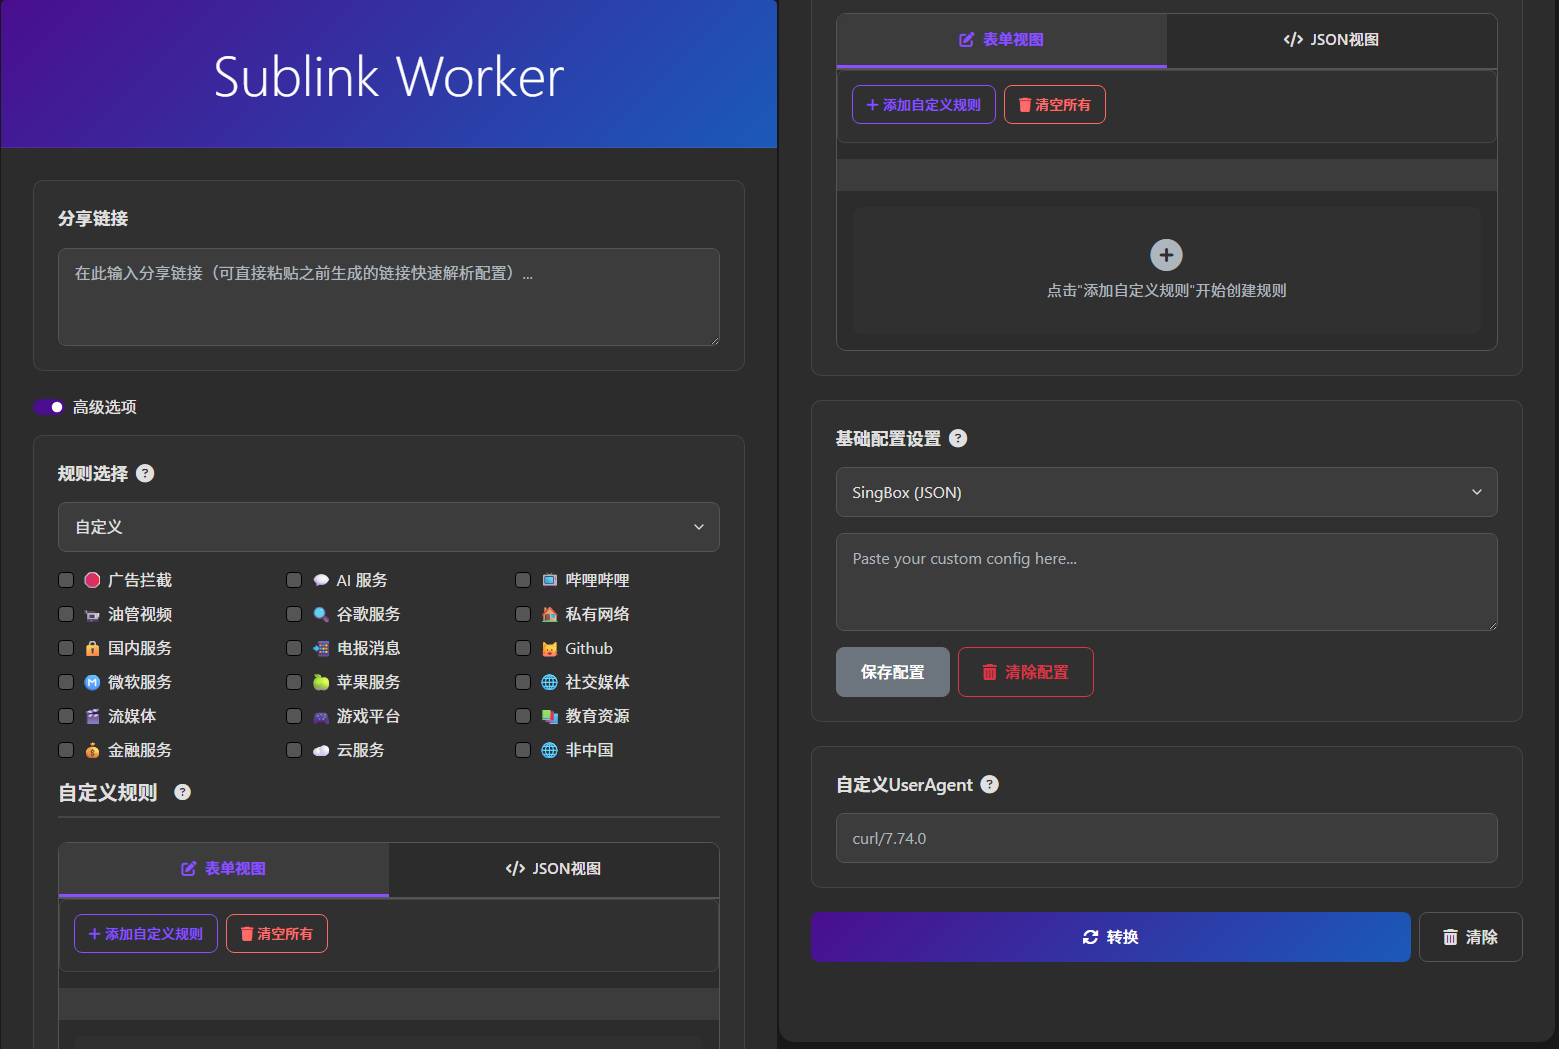 Sublink Worker
分享链接
在此输入分享链接（可直接粘贴之前生成的链接快速解析配置）...
高级选项
规则选择 ?
自定义
广告拦截 AI 服务 哔哩哔哩
油管视频 谷歌服务 私有网络
国内服务 电报消息 Github
微软服务 苹果服务 社交媒体
流媒体 游戏平台 教育资源
金融服务 云服务 非中国
自定义规则 ?
表单视图 </> JSON视图
+ 添加自定义规则 清空所有
表单视图 </> JSON视图
+ 添加自定义规则 清空所有
点击"添加自定义规则"开始创建规则
基础配置设置 ?
SingBox (JSON)
Paste your custom config here...
保存配置 清除配置
自定义UserAgent ?
curl/7.74.0
转换 清除